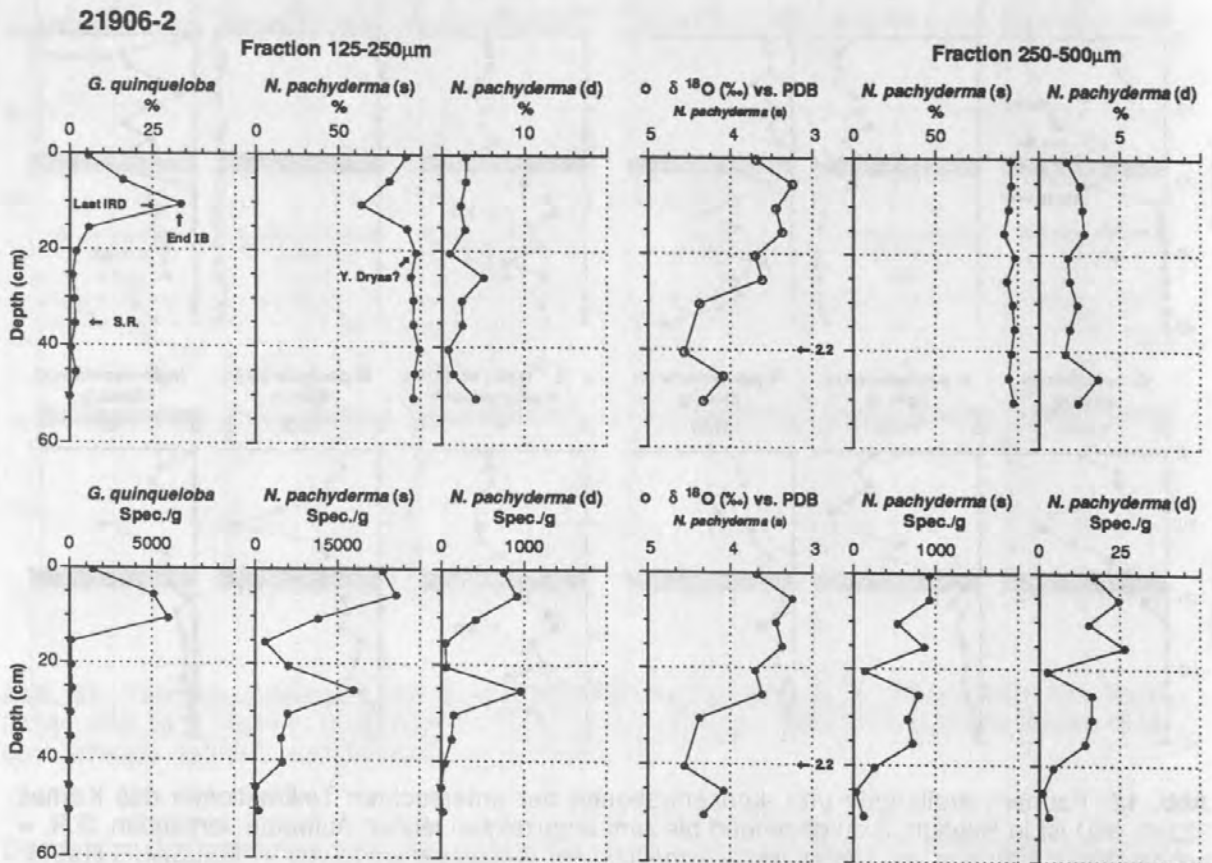 21906-2
Fraction 125-250µm
Fraction 250-500µm
G. quinqueloba
%
N. pachyderma (s)
%
N. pachyderma (d)
%
o δ 18O (‰) vs. PDB
N. pachyderma (s)
N. pachyderma (s)
%
N. pachyderma (d)
%
0 25
0 50
10
5 4 3
0 50
5
0
20
40
60
Depth (cm)
Last IRD
End IB
S.R.
Y. Dryas?
2.2
G. quinqueloba
Spec./g
N. pachyderma (s)
Spec./g
N. pachyderma (d)
Spec./g
o δ 18O (‰) vs. PDB
N. pachyderma (s)
N. pachyderma (s)
Spec./g
N. pachyderma (d)
Spec./g
0 5000
0 15000
0 1000
5 4 3
0 1000
0 25
0
20
40
60
Depth (cm)
2.2